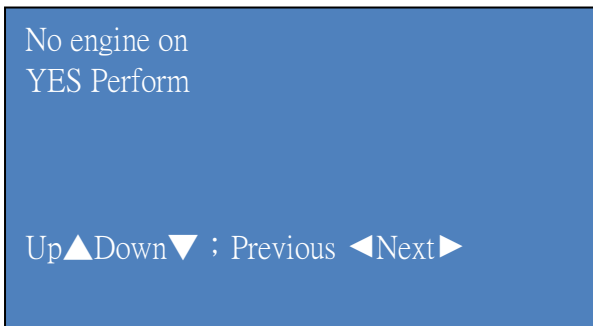 No engine on
YES Perform
Up▲Down▼；Previous ◀Next▶